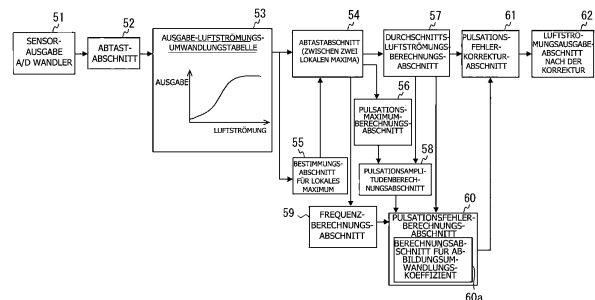 51
SENSOR-
AUSGABE
A/D WANDLER
52
ABTAST-
ABSCHNITT
53
AUSGABE-LUFTSTRÖMUNGS-
UMWANDLUNGSTABELLE
AUSGABE
LUFTSTRÖMUNG
54
ABTASTABSCHNITT
(ZWISCHEN ZWEI
LOKALEN MAXIMA)
57
DURCHSCHNITTS-
LUFTSTRÖMUNGS-
BERECHNUNGS-
ABSCHNITT
61
PULSATIONS-
FEHLER-
KORREKTUR-
ABSCHNITT
62
LUFTSTRÖ-
MUNGSAUSGABE-
ABSCHNITT
NACH DER
KORREKTUR
56
PULSATIONS-
MAXIMUM-
BERECHNUNGS-
ABSCHNITT
55
BESTIMMUNGS-
ABSCHNITT
FÜR LOKALES
MAXIMUM
58
PULSATIONSAMPLI-
TUDENBERECH-
NUNGSABSCHNITT
59
FREQUENZ-
BERECHNUNGS-
ABSCHNITT
60
PULSATIONSFEHLER-
BERECHNUNGS-
ABSCHNITT
BERECHNUNGSAB-
SCHNITT FÜR AB-
BILDUNGSUM-
WANDLUNGS-
KOEFFIZIENT
60a